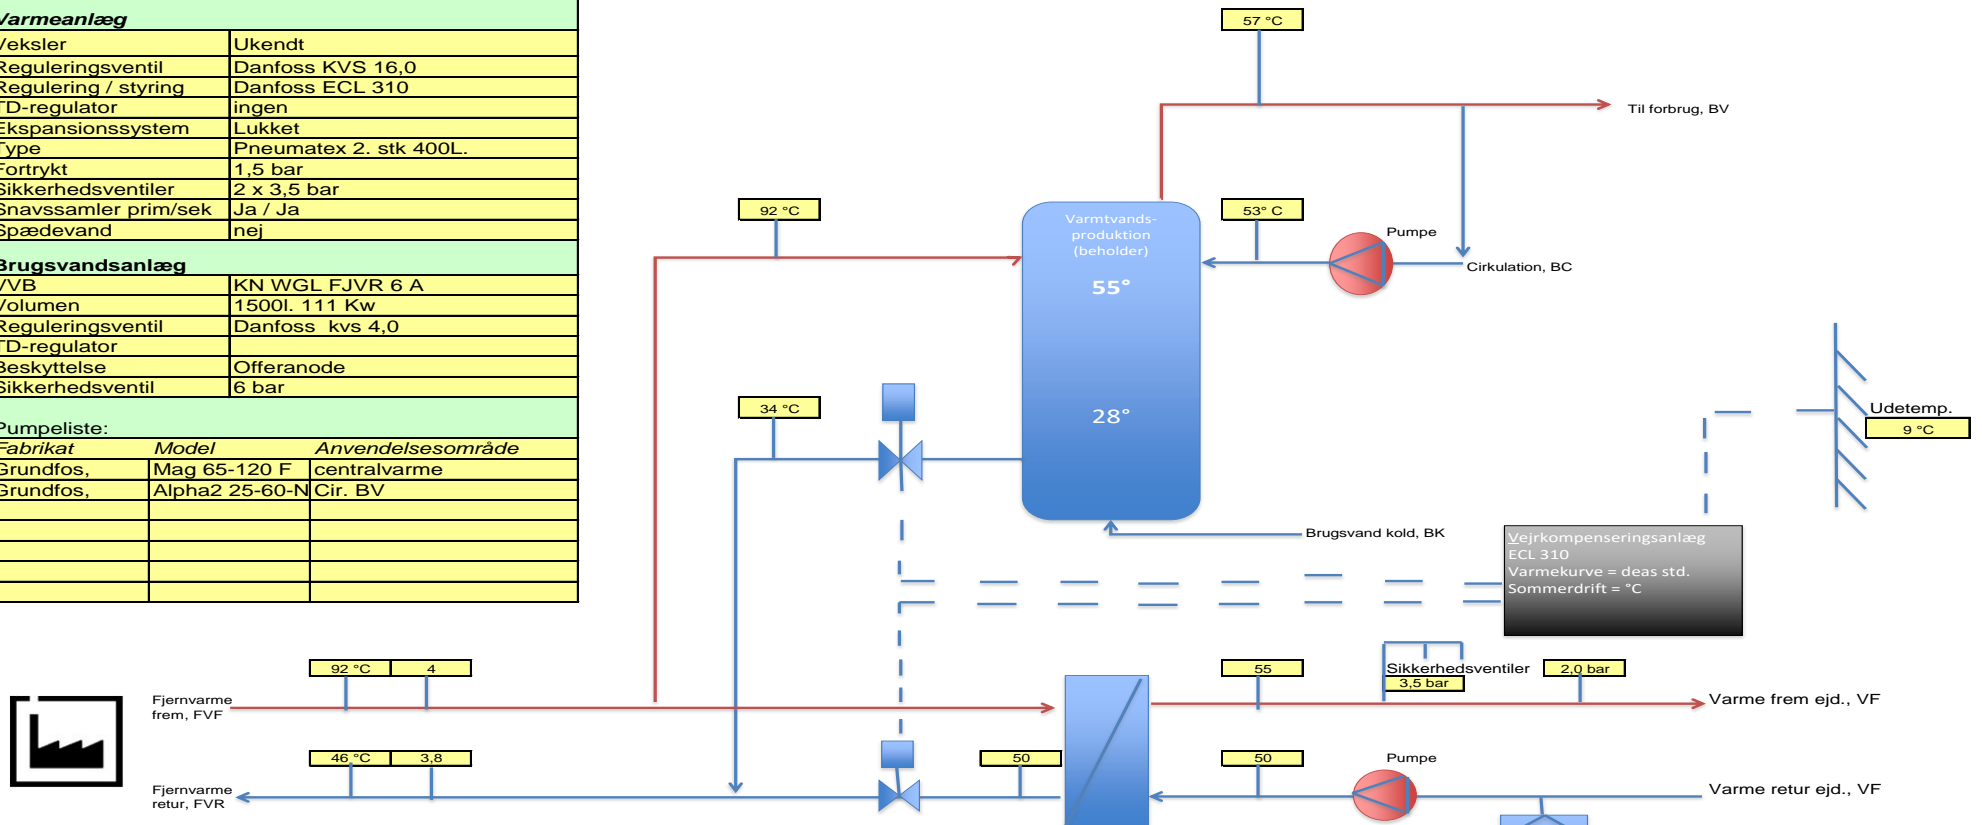 Varmeanlæg
Veksler Ukendt
Reguleringsventil Danfoss KVS 16,0
Regulering / styring Danfoss ECL 310
TD-regulator ingen
Ekspansionssystem Lukket
Type Pneumatex 2. stk 400L.
Fortrykt 1,5 bar
Sikkerhedsventiler 2 x 3,5 bar
Snavssamler prim/sek Ja / Ja
Spædevand nej
Brugsvandsanlæg
VVB KN WGL FJVR 6 A
Volumen 1500l. 111 Kw
Reguleringsventil Danfoss kvs 4,0
TD-regulator
Beskyttelse Offeranode
Sikkerhedsventil 6 bar
Pumpeliste:
Fabrikat Model Anvendelsesområde
Grundfos, Mag 65-120 F centralvarme
Grundfos, Alpha2 25-60-N Cir. BV
57 °C
Til forbrug, BV
92 °C
Varmtvands-
produktion
(beholder)
55°
28°
53° C
Pumpe
Cirkulation, BC
34 °C
Udetemp.
9 °C
Brugsvand kold, BK
Vejrkompenseringsanlæg
ECL 310
Varmekurve = deas std.
Sommerdrift = °C
92 °C 4
Fjernvarme
frem, FVF
55
Sikkerhedsventiler
3,5 bar
2,0 bar
Varme frem ejd., VF
46 °C 3,8
Fjernvarme
retur, FVR
50
50
Pumpe
Varme retur ejd., VF